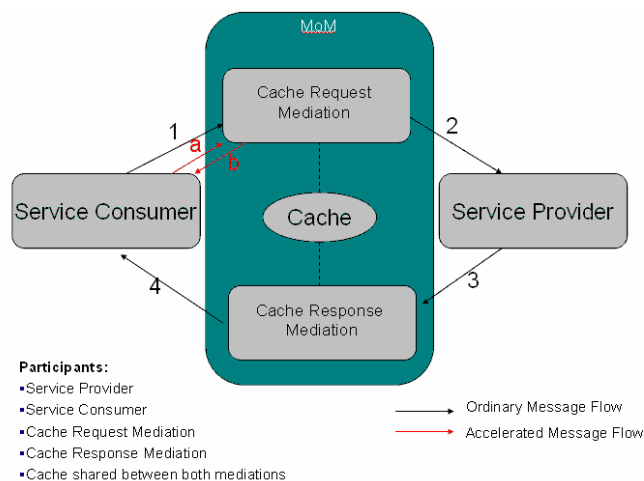 MoM
Cache Request
Mediation
1
2
a
b
Service Consumer
Cache
Service Provider
4
3
Cache Response
Mediation
Participants:
▪Service Provider
▪Service Consumer
▪Cache Request Mediation
▪Cache Response Mediation
▪Cache shared between both mediations
Ordinary Message Flow
Accelerated Message Flow